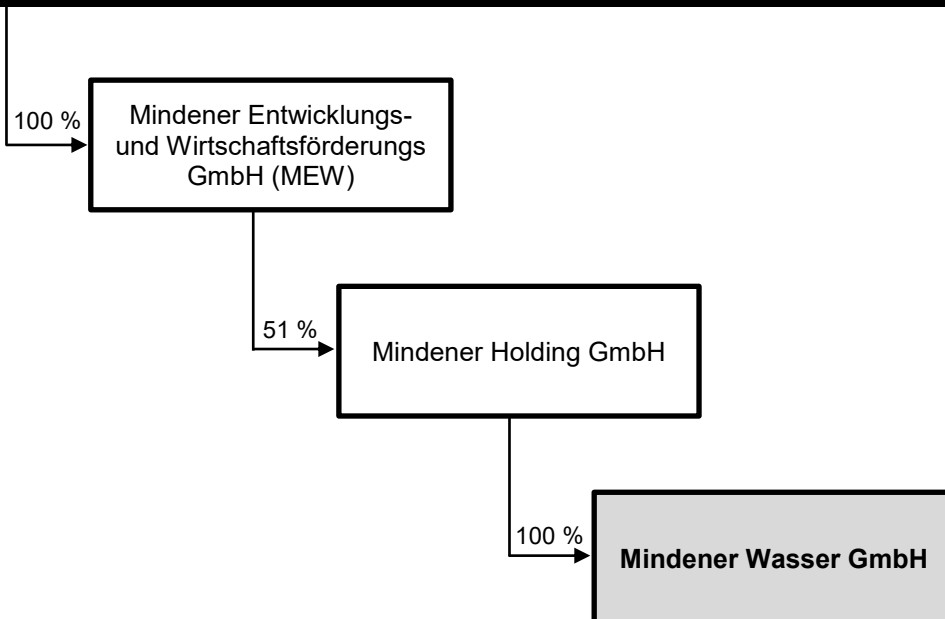 100 %
Mindener Entwicklungs-
und Wirtschaftsförderungs
GmbH (MEW)
51 %
Mindener Holding GmbH
100 %
Mindener Wasser GmbH